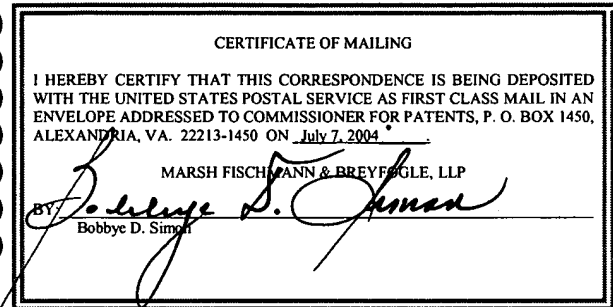 CERTIFICATE OF MAILING
I HEREBY CERTIFY THAT THIS CORRESPONDENCE IS BEING DEPOSITED
WITH THE UNITED STATES POSTAL SERVICE AS FIRST CLASS MAIL IN AN
ENVELOPE ADDRESSED TO COMMISSIONER FOR PATENTS, P. O. BOX 1450,
ALEXANDRIA, VA. 22213-1450 ON July 7, 2004 .
MARSH FISCHMANN & BREYFOGLE, LLP
BY: Bobbye D. Simon
Bobbye D. Simon